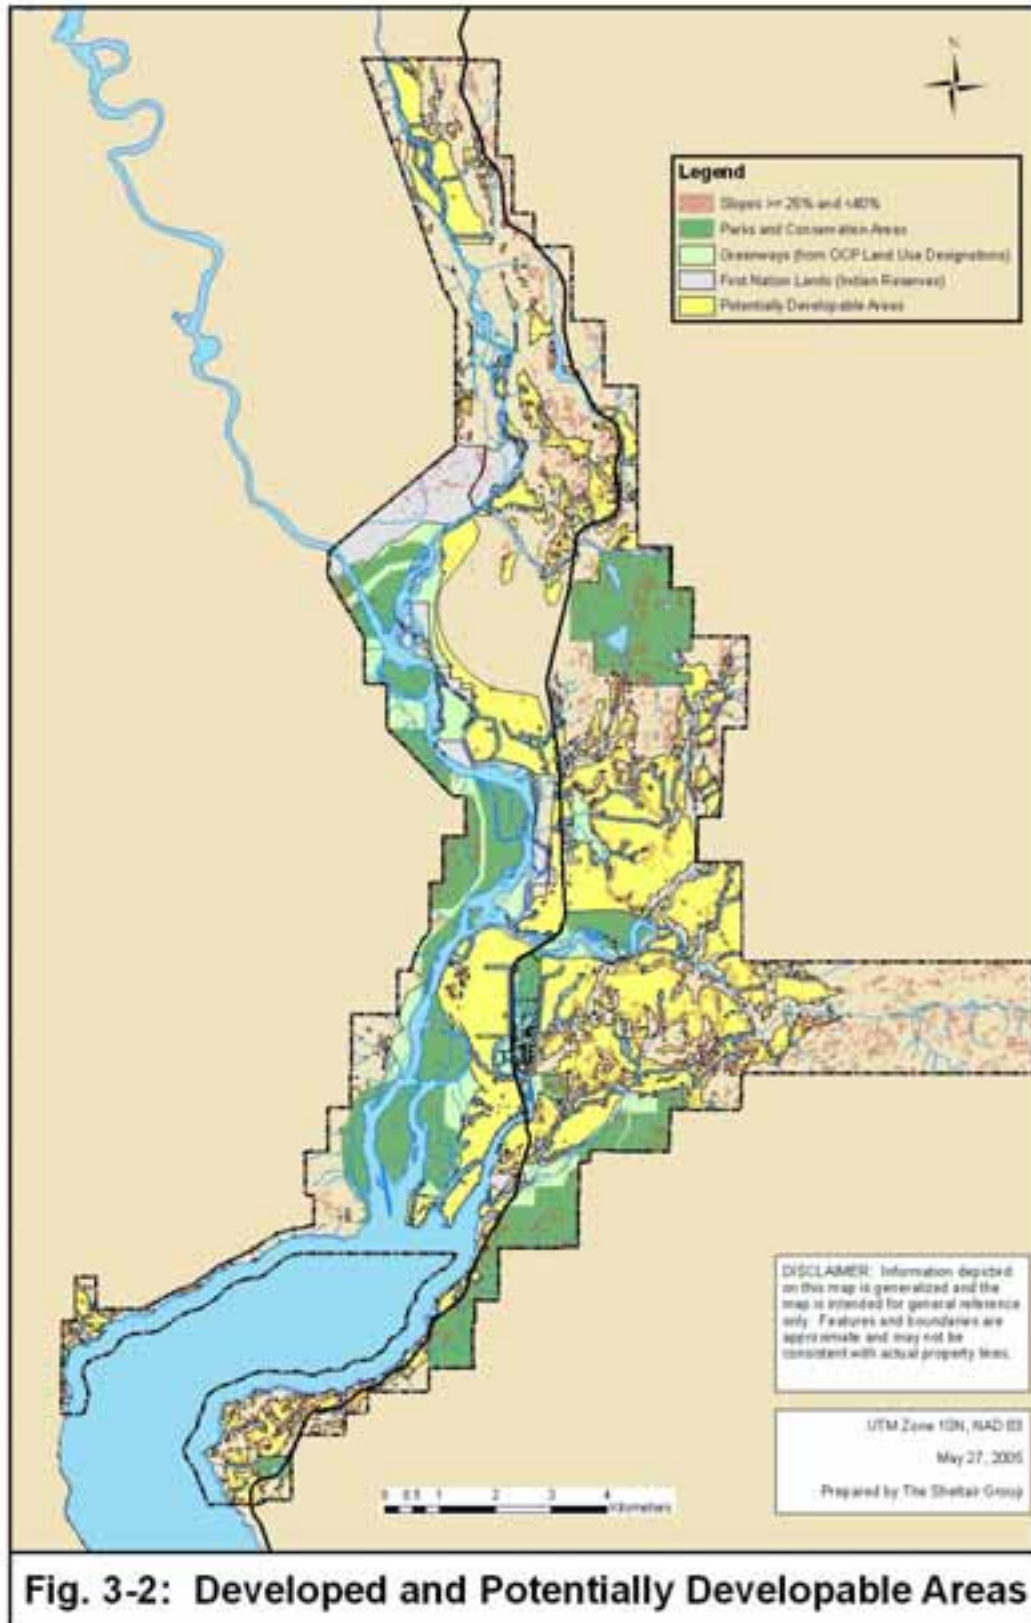 N
Legend
Slopes >= 25% and <40%
Parks and Conservation Areas
Greenways (from OCP Land Use Designations)
First Nation Lands (Indian Reserves)
Potentially Developable Areas
DISCLAIMER: Information depicted
on this map is generalized and the
map is intended for general reference
only. Features and boundaries are
approximate and may not be
consistent with actual property lines.
UTM Zone 10N, NAD 83
May 27, 2005
Prepared by The Sheltair Group
0 0.5 1 2 3 4
Kilometers
Fig. 3-2: Developed and Potentially Developable Areas